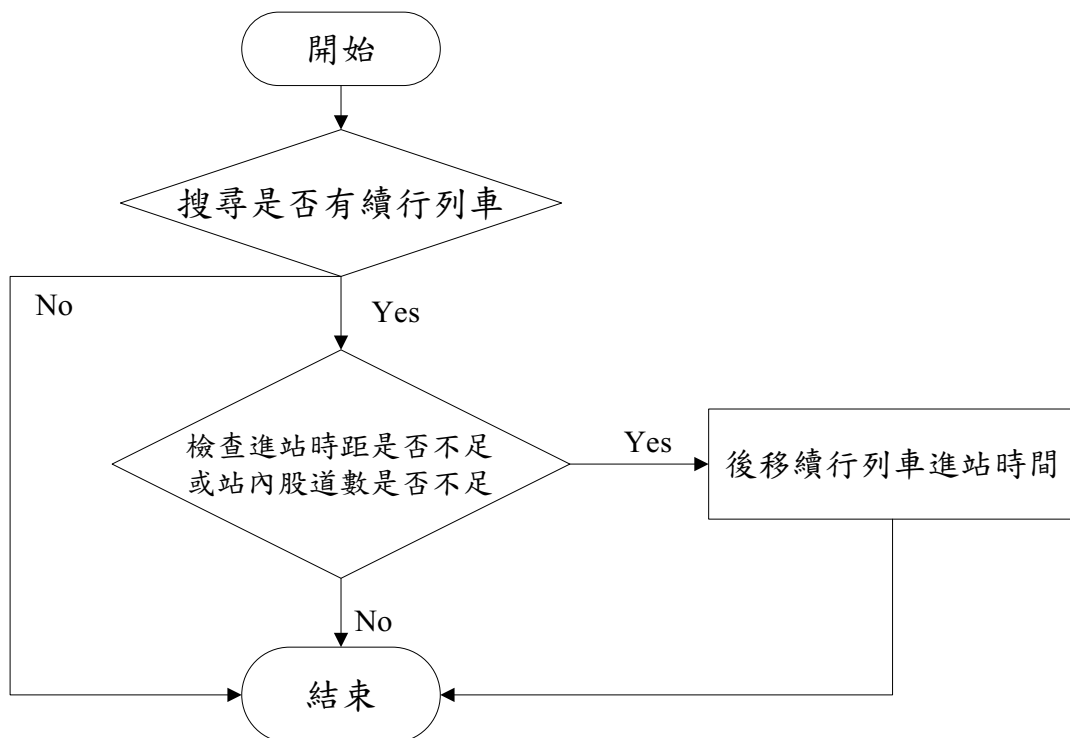 開始
搜尋是否有續行列車
No
Yes
檢查進站時距是否不足
或站內股道數是否不足
Yes
後移續行列車進站時間
No
結束